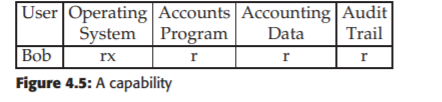 User Operating Accounts Accounting Audit
System Program Data Trail
Bob rx r r r
Figure 4.5: A capability